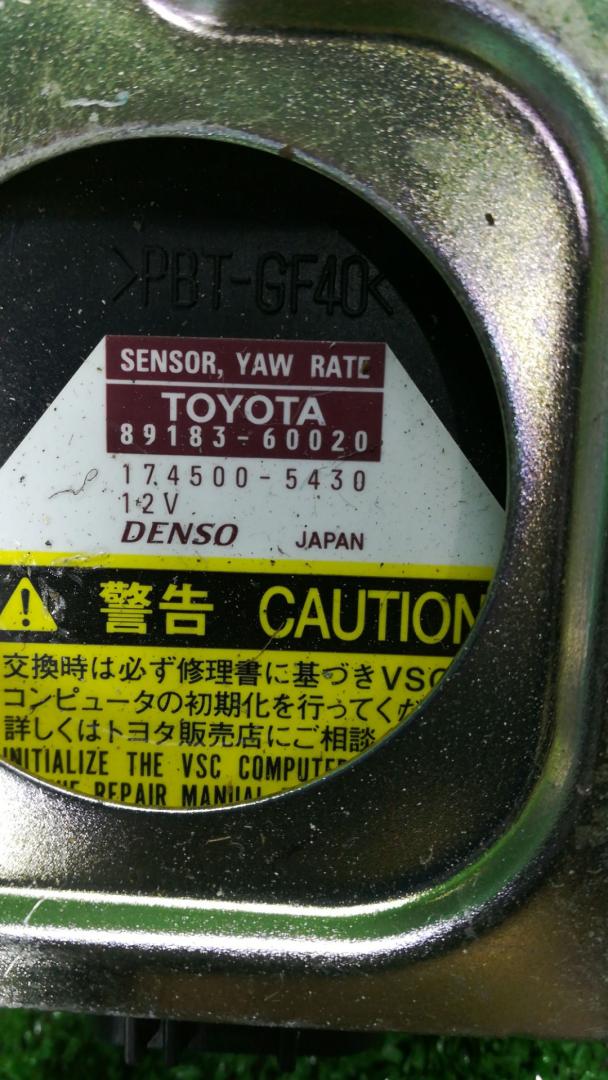 >PBT-GF40<
SENSOR, YAW RATE
TOYOTA
89183-60020
174500-5430
12V
DENSO JAPAN
警告 CAUTION
交換時は必ず修理書に基づきVSC
コンピュータの初期化を行ってくだ
詳しくはトヨタ販売店にご相談
INITIALIZE THE VSC COMPUTER
REPAIR MANUAL